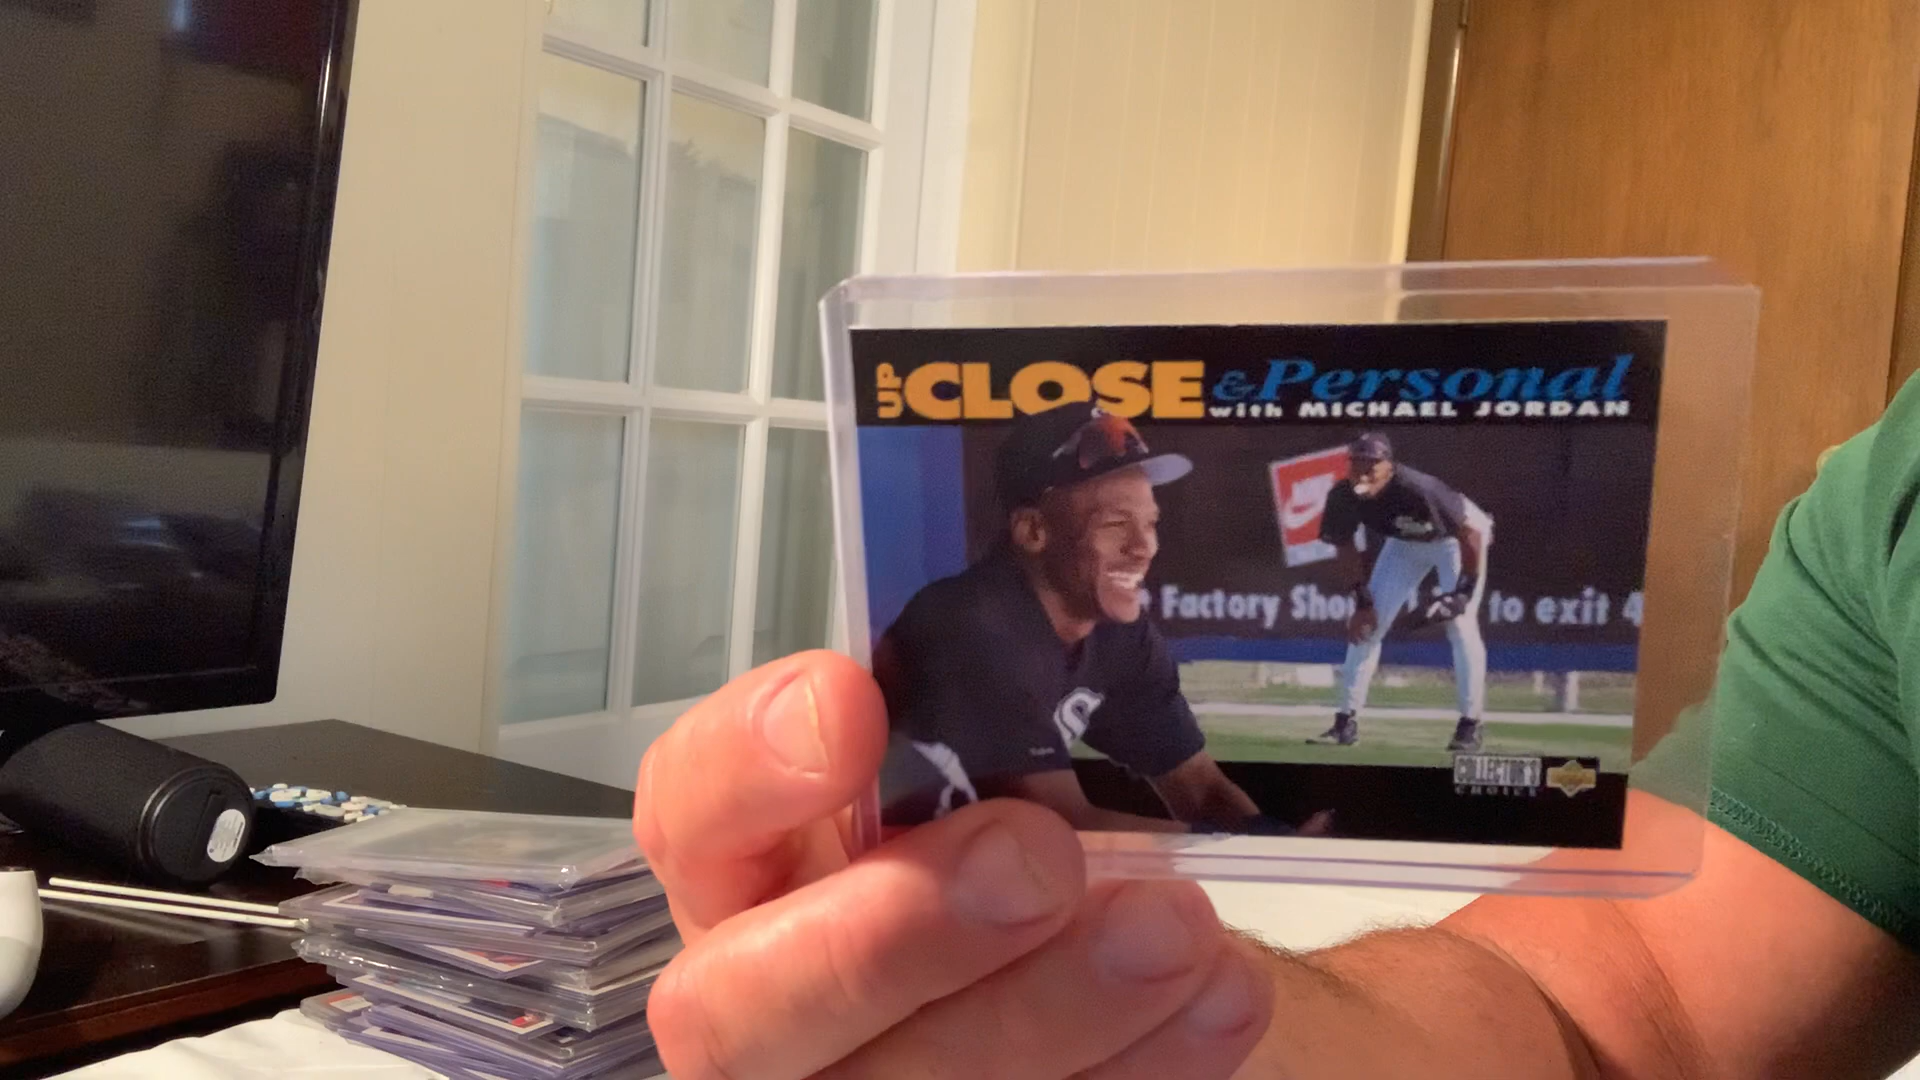 UP CLOSE & Personal
with MICHAEL JORDAN
Factory Sho to exit 4
COLLECTOR'S
CHOICE